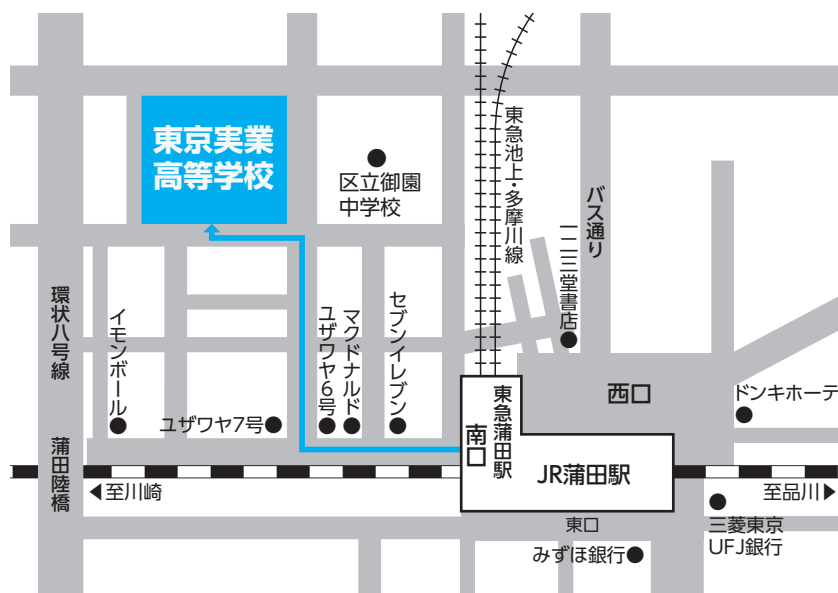 東京実業
高等学校
区立御園
中学校
東急池上・多摩川線
バス通り
一二三堂書店
環状八号線
イモンボール
ユザワヤ7号
ユザワヤ6号
マクドナルド
セブンイレブン
東急蒲田駅
南口
西口
ドンキホーテ
蒲田陸橋
JR蒲田駅
至川崎
至品川
東口
みずほ銀行
三菱東京
UFJ銀行